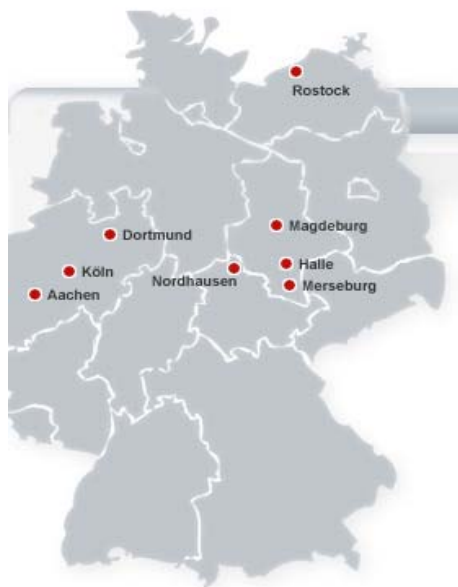 Rostock
Magdeburg
Dortmund
Halle
Köln
Nordhausen
Merseburg
Aachen